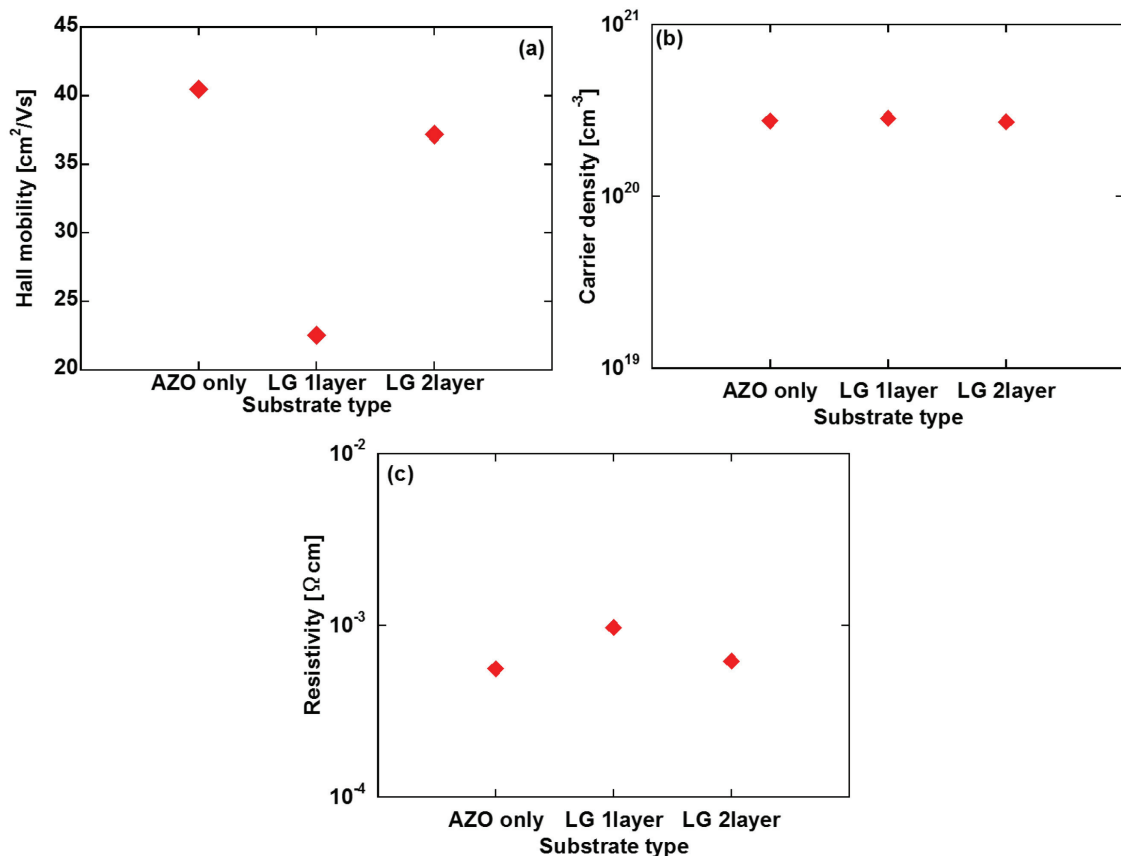 (a)
Hall mobility [cm²/Vs]
45
40
35
30
25
20
AZO only LG 1layer LG 2layer
Substrate type
(b)
Carrier density [cm⁻³]
10²¹
10²⁰
10¹⁹
AZO only LG 1layer LG 2layer
Substrate type
(c)
Resistivity [Ω cm]
10⁻²
10⁻³
10⁻⁴
AZO only LG 1layer LG 2layer
Substrate type